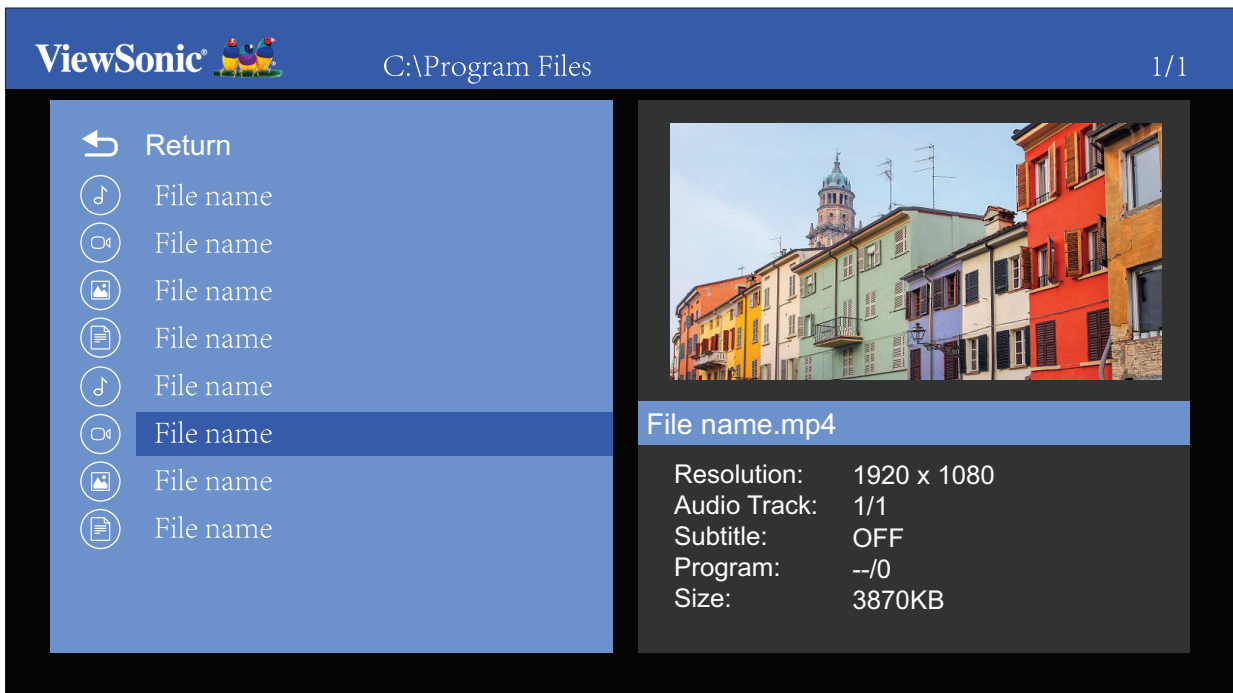 ViewSonic®
C:\Program Files
1/1
Return
File name
File name
File name
File name
File name
File name
File name
File name
File name.mp4
Resolution: 1920 x 1080
Audio Track: 1/1
Subtitle: OFF
Program: --/0
Size: 3870KB